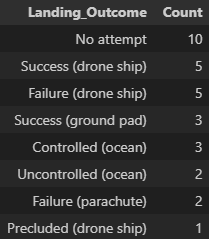 Landing_Outcome Count
No attempt 10
Success (drone ship) 5
Failure (drone ship) 5
Success (ground pad) 3
Controlled (ocean) 3
Uncontrolled (ocean) 2
Failure (parachute) 2
Precluded (drone ship) 1